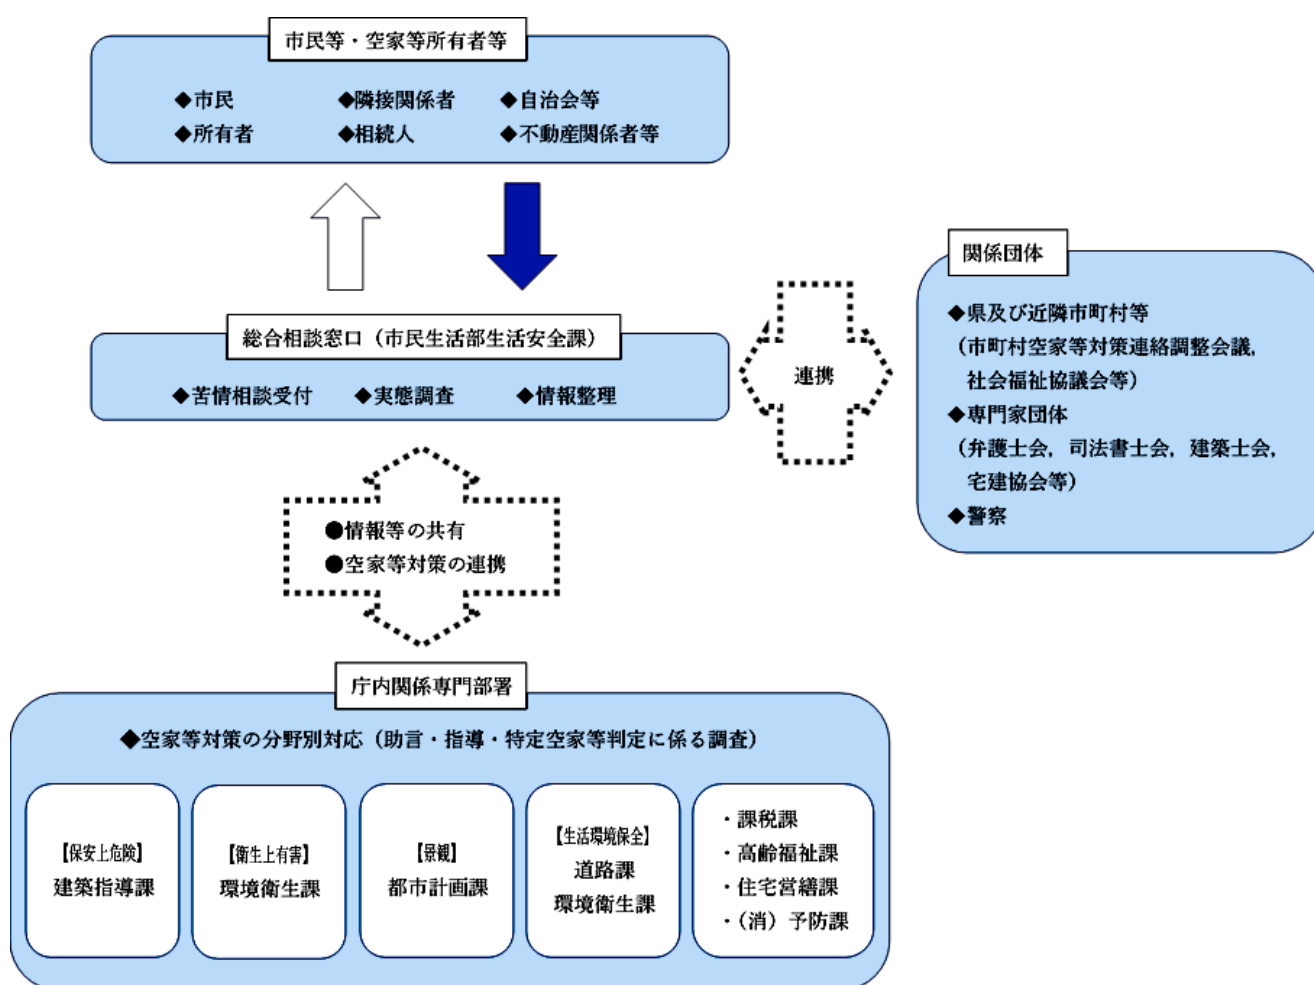 市民等・空家等所有者等
◆市民 ◆隣接関係者 ◆自治会等
◆所有者 ◆相続人 ◆不動産関係者等
総合相談窓口（市民生活部生活安全課）
◆苦情相談受付 ◆実態調査 ◆情報整理
連携
関係団体
◆県及び近隣市町村等
（市町村空家等対策連絡調整会議，
社会福祉協議会等）
◆専門家団体
（弁護士会，司法書士会，建築士会，
宅建協会等）
◆警察
●情報等の共有
●空家等対策の連携
庁内関係専門部署
◆空家等対策の分野別対応（助言・指導・特定空家等判定に係る調査）
【保安上危険】
建築指導課
【衛生上有害】
環境衛生課
【景観】
都市計画課
【生活環境保全】
道路課
環境衛生課
・課税課
・高齢福祉課
・住宅営繕課
・（消）予防課